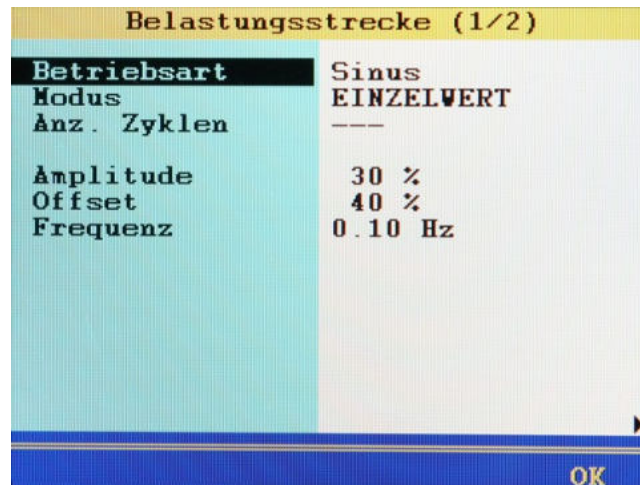 Belastungsstrecke (1/2)
Betriebsart Sinus
Modus EINZELWERT
Anz. Zyklen ---
Amplitude 30 %
Offset 40 %
Frequenz 0.10 Hz
OK